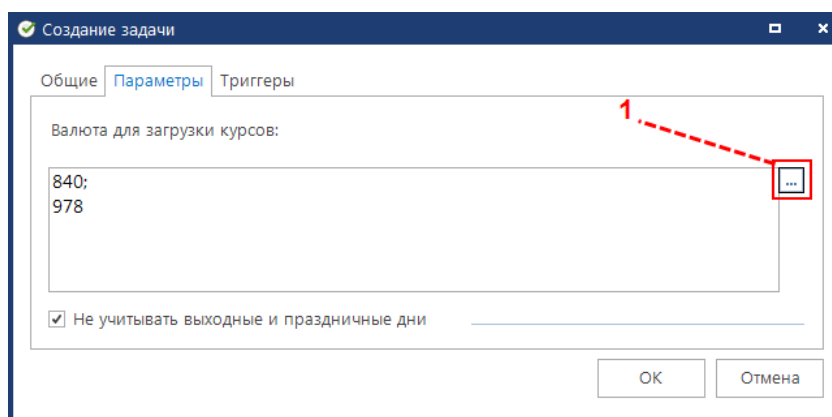 Создание задачи
Общие Параметры Триггеры
Валюта для загрузки курсов:
1
840;
978
...
Не учитывать выходные и праздничные дни
ОК Отмена